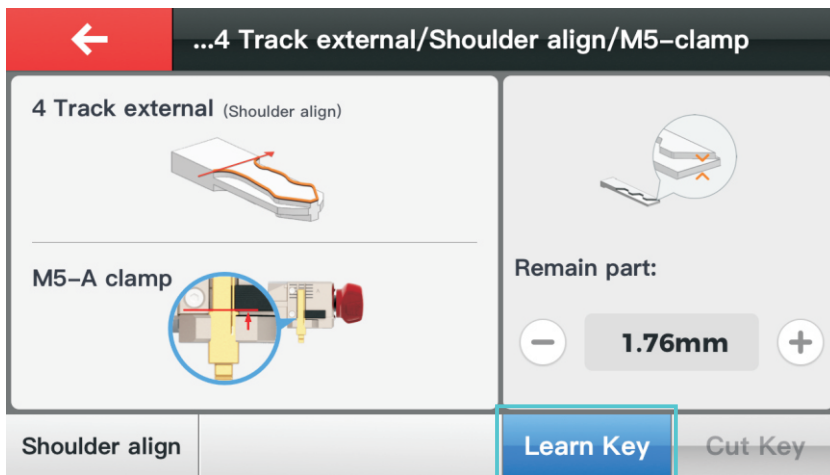 ...4 Track external/Shoulder align/M5-clamp
4 Track external (Shoulder align)
M5-A clamp
Remain part:
1.76mm
Shoulder align
Learn Key
Cut Key